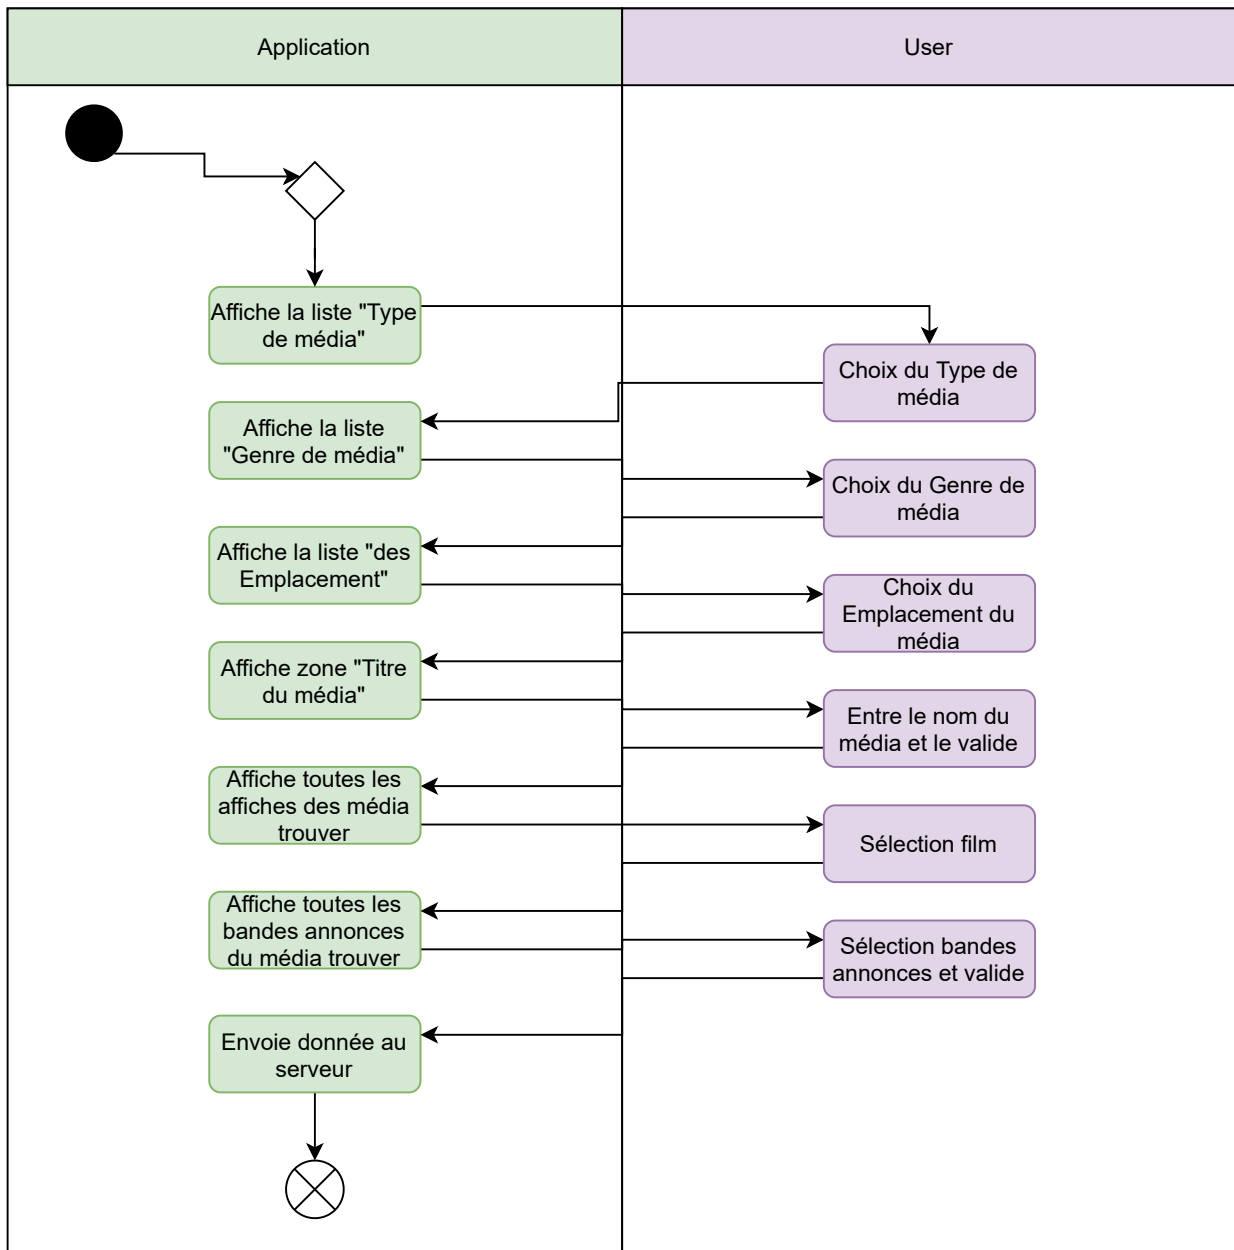 Application
User
Affiche la liste "Type
de média"
Choix du Type de
média
Affiche la liste
"Genre de média"
Choix du Genre de
média
Affiche la liste "des
Emplacement"
Choix du
Emplacement du
média
Affiche zone "Titre
du média"
Entre le nom du
média et le valide
Affiche toutes les
affiches des média
trouver
Sélection film
Affiche toutes les
bandes annonces
du média trouver
Sélection bandes
annonces et valide
Envoie donnée au
serveur